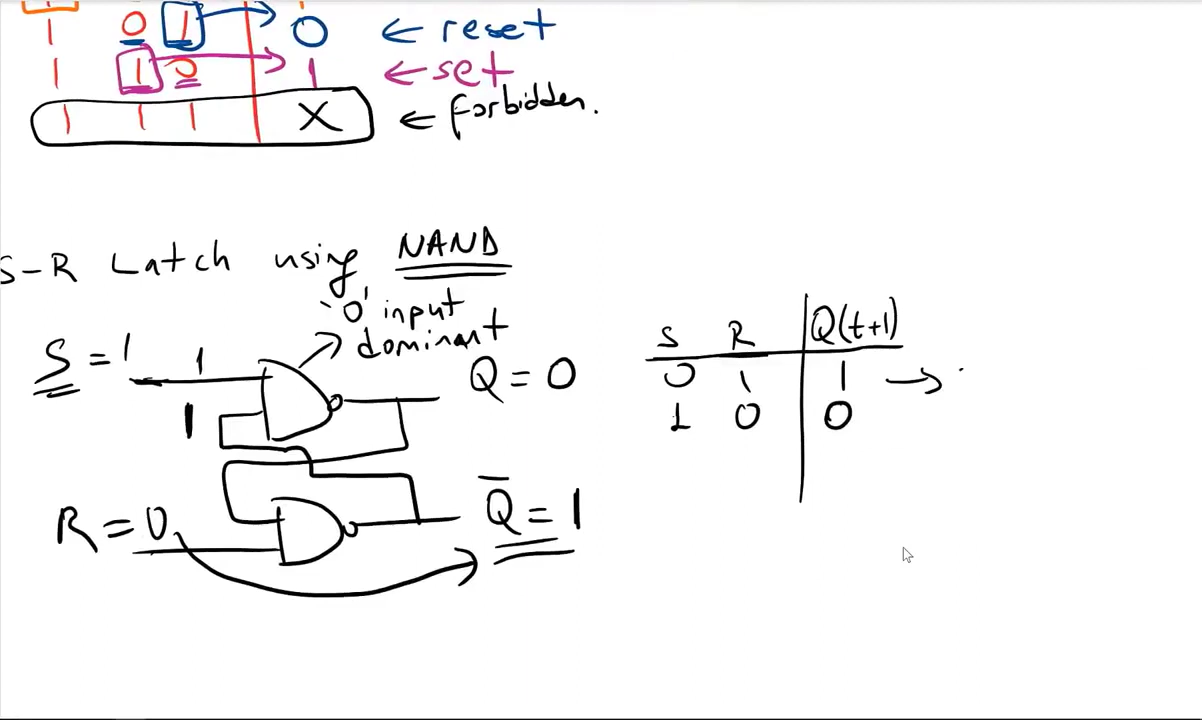 1 0 1 → 0 ← reset
1 1 0 → 1 ← set
1 1 1 X ← forbidden.
S-R Latch using NAND
'0' input
dominant
S = 1 1
1
Q = 0
R = 0
Q̅ = 1
S R Q(t+1)
0 1 1 →
1 0 0